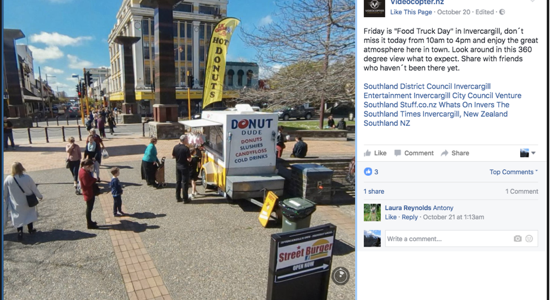 HOT DONUTS
DONUT
DUDE
DONUTS
SLUSHIES
CANDYFLOSS
COLD DRINKS
Street Burger
OPEN NOW
Videocopter.nz
Like This Page · October 20 · Edited ·
Friday is "Food Truck Day" in Invercargill, don´t
miss it today from 10am to 4pm and enjoy the great
atmosphere here in town. Look around in this 360
degree view what to expect. Share with friends
who haven´t been there yet.
Southland District Council Invercargill
Entertainment Invercargill City Council Venture
Southland Stuff.co.nz Whats On Invers The
Southland Times Invercargill, New Zealand
Southland NZ
Like Comment Share
3
Top Comments
1 share
1 Comment
Laura Reynolds Antony
Like · Reply · October 21 at 1:13am
Write a comment...